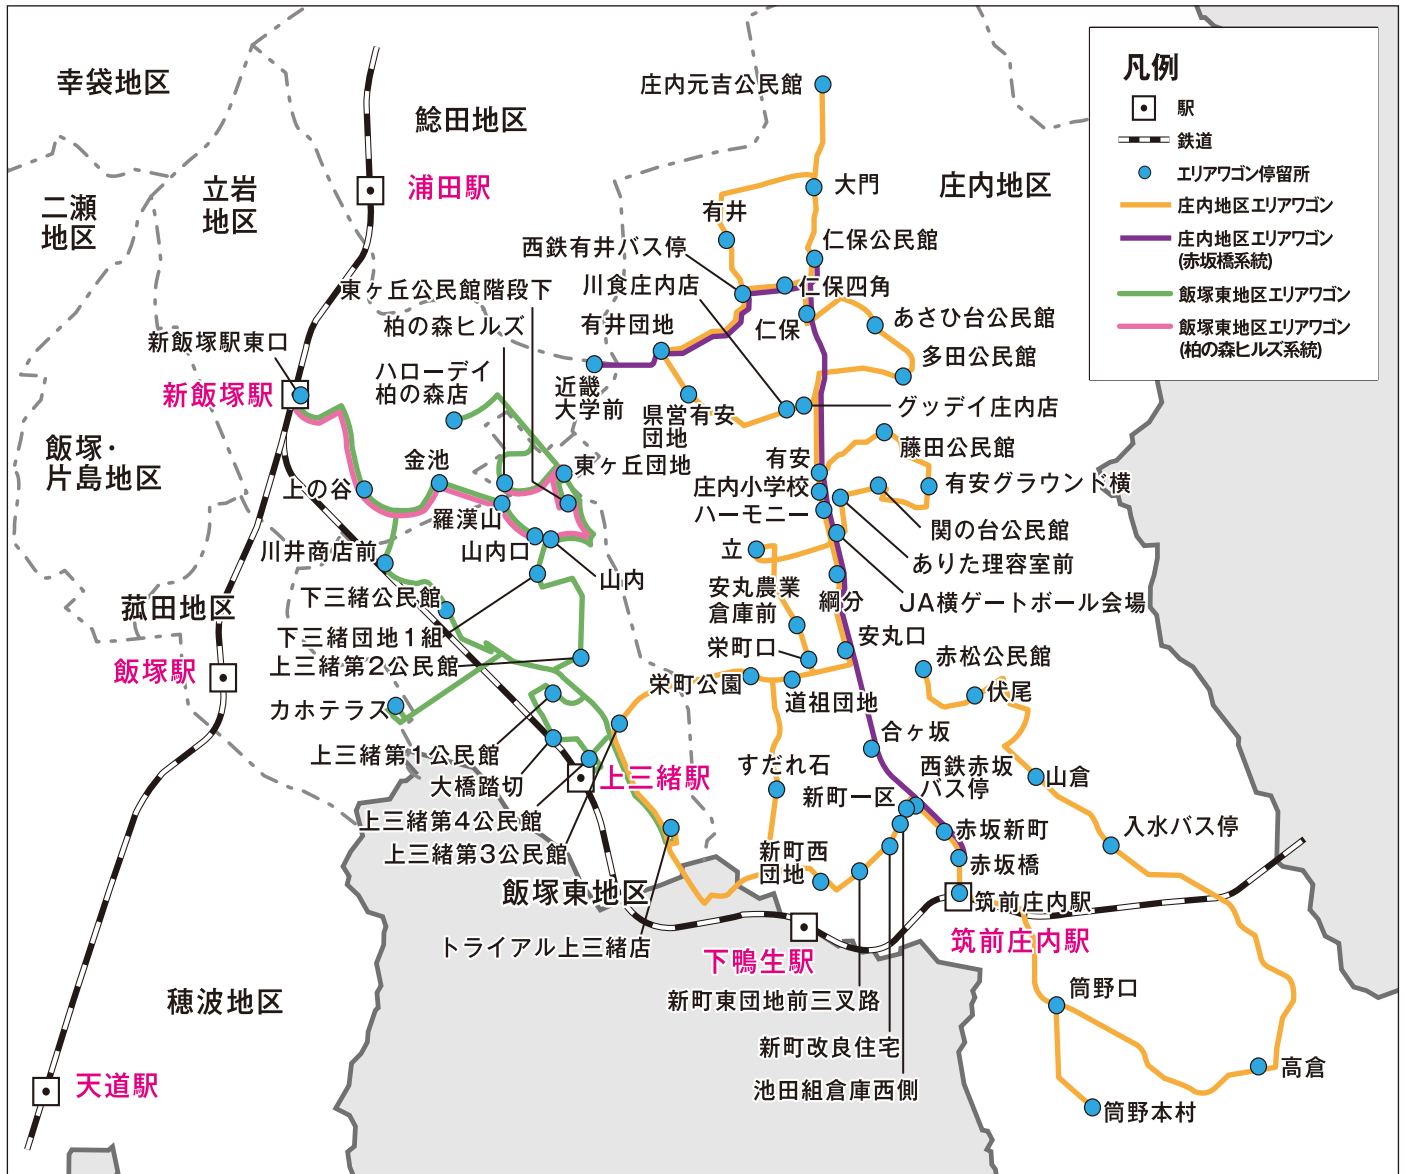 幸袋地区
鯰田地区
浦田駅
二瀬
地区
立岩
地区
庄内元吉公民館
大門
庄内地区
有井
仁保公民館
西鉄有井バス停
川食庄内店
仁保四角
東ヶ丘公民館階段下
柏の森ヒルズ
有井団地
仁保
あさひ台公民館
新飯塚駅東口
ハローデイ
柏の森店
多田公民館
新飯塚駅
近畿
大学前
県営有安
団地
グッデイ庄内店
飯塚・
片島地区
金池
東ヶ丘団地
有安
藤田公民館
上の谷
庄内小学校
有安グラウンド横
羅漢山
ハーモニー
関の台公民館
川井商店前
山内口
立
ありた理容室前
山内
安丸農業
倉庫前
綱分
JA横ゲートボール会場
菰田地区
下三緒公民館
下三緒団地1組
安丸口
上三緒第2公民館
栄町口
赤松公民館
飯塚駅
栄町公園
伏尾
カホテラス
道祖団地
合ヶ坂
上三緒第1公民館
すだれ石
西鉄赤坂
バス停
大橋踏切
上三緒駅
山倉
新町一区
上三緒第4公民館
赤坂新町
入水バス停
上三緒第3公民館
新町西
団地
赤坂橋
飯塚東地区
筑前庄内駅
トライアル上三緒店
下鴨生駅
筑前庄内駅
穂波地区
新町東団地前三叉路
筒野口
新町改良住宅
天道駅
池田組倉庫西側
高倉
筒野本村
凡例
駅
鉄道
エリアワゴン停留所
庄内地区エリアワゴン
庄内地区エリアワゴン
(赤坂橋系統)
飯塚東地区エリアワゴン
飯塚東地区エリアワゴン
(柏の森ヒルズ系統)